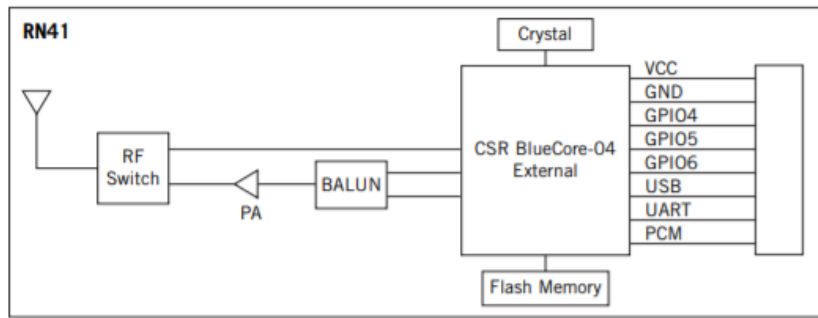 RN41
Crystal
VCC
GND
GPIO4
GPIO5
GPIO6
USB
UART
PCM
CSR BlueCore-04
External
RF
Switch
PA
BALUN
Flash Memory